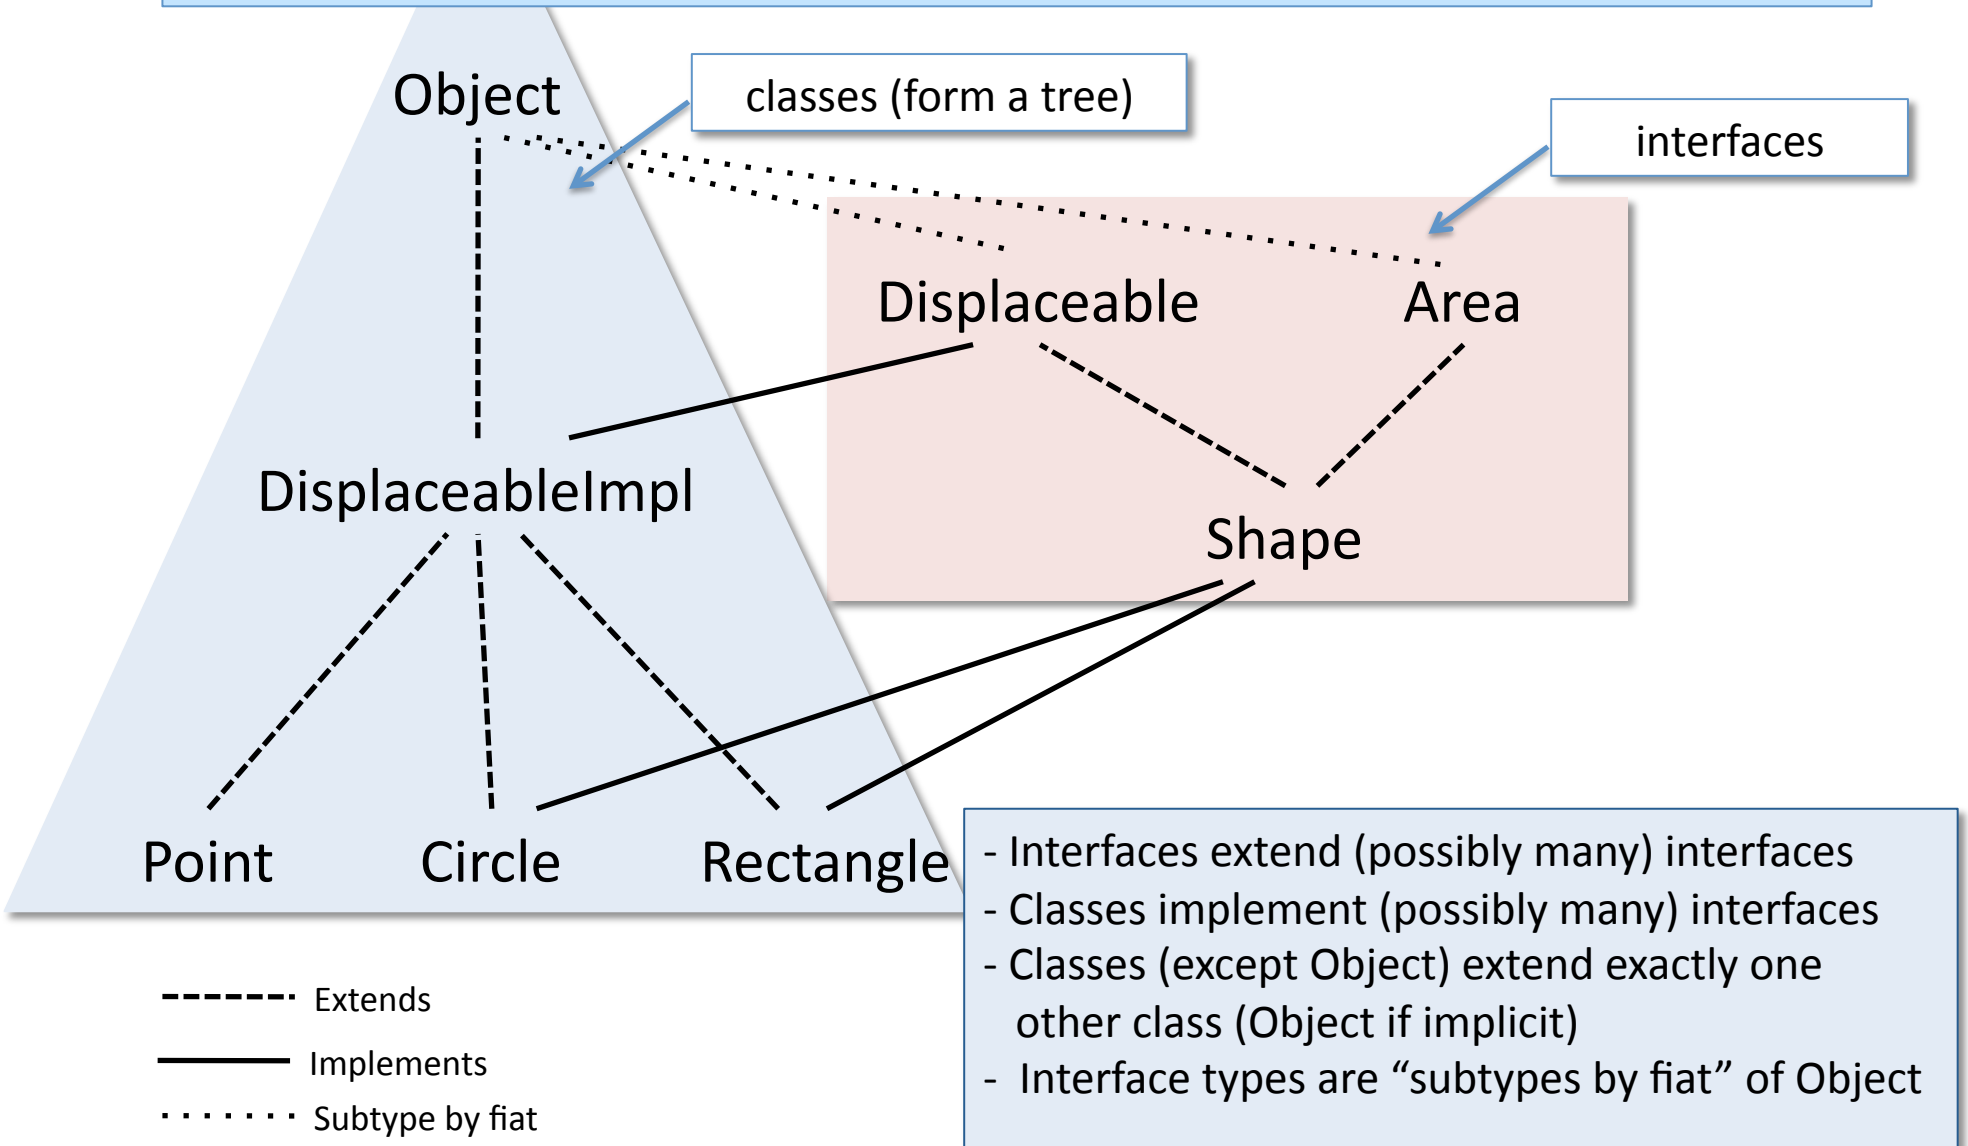 Object
classes (form a tree)
interfaces
Displaceable
Area
DisplaceableImpl
Shape
Point
Circle
Rectangle
- Interfaces extend (possibly many) interfaces
- Classes implement (possibly many) interfaces
- Classes (except Object) extend exactly one
other class (Object if implicit)
- Interface types are “subtypes by fiat” of Object
Extends
Implements
Subtype by fiat